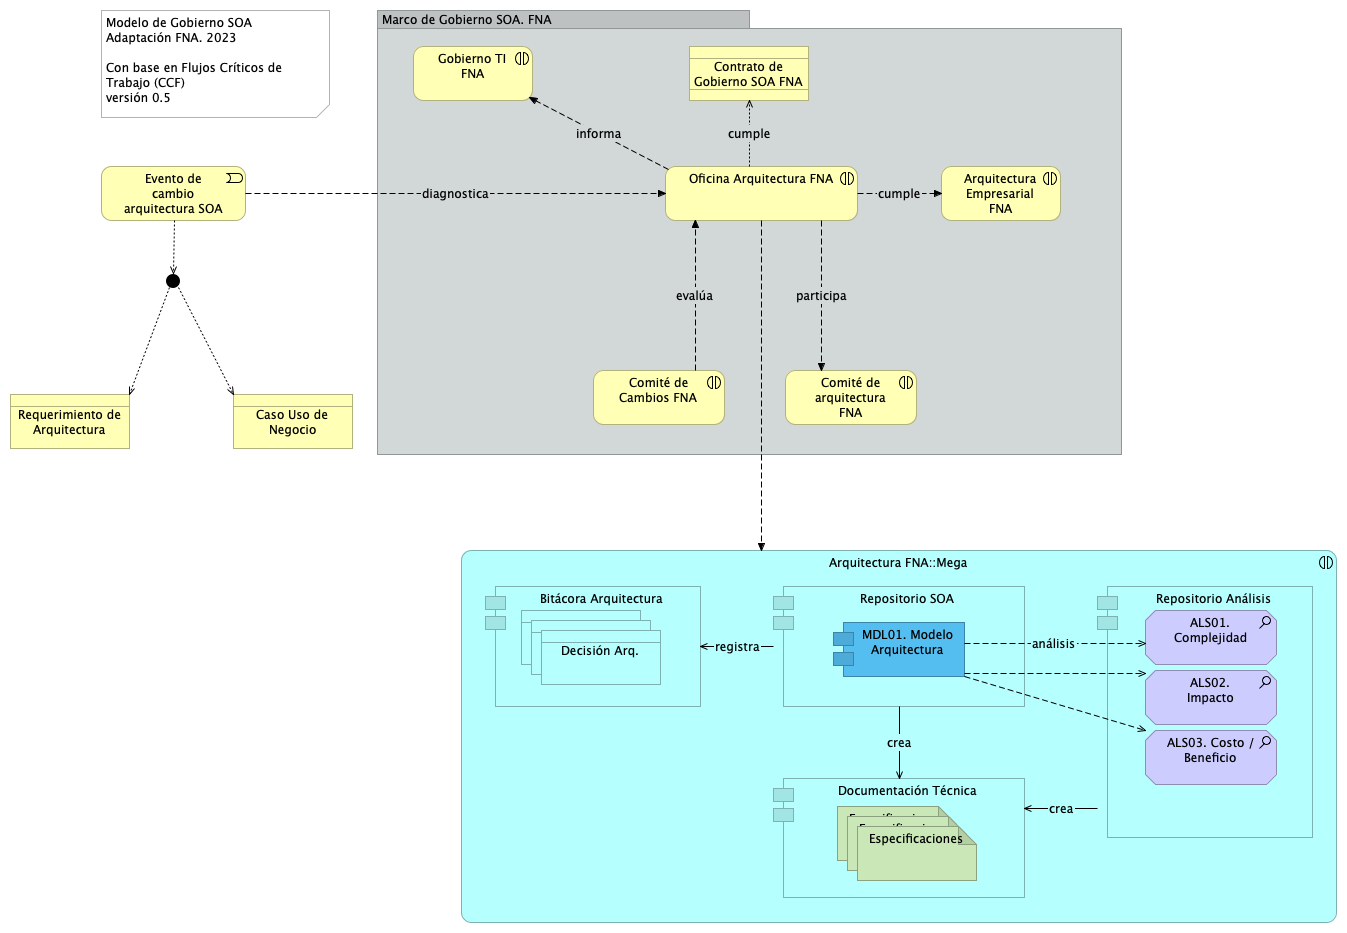 Modelo de Gobierno SOA
Adaptación FNA. 2023
Con base en Flujos Críticos de
Trabajo (CCF)
versión 0.5
Marco de Gobierno SOA. FNA
Gobierno TI
FNA
Contrato de
Gobierno SOA FNA
informa
cumple
Evento de
cambio
arquitectura SOA
diagnostica
Oficina Arquitectura FNA
cumple
Arquitectura
Empresarial
FNA
evalúa
participa
Comité de
Cambios FNA
Comité de
arquitectura
FNA
Requerimiento de
Arquitectura
Caso Uso de
Negocio
Arquitectura FNA::Mega
Bitácora Arquitectura
Decisión Arq.
registra
Repositorio SOA
MDL01. Modelo
Arquitectura
análisis
Repositorio Análisis
ALS01.
Complejidad
ALS02.
Impacto
ALS03. Costo /
Beneficio
crea
Documentación Técnica
Especificaciones
crea